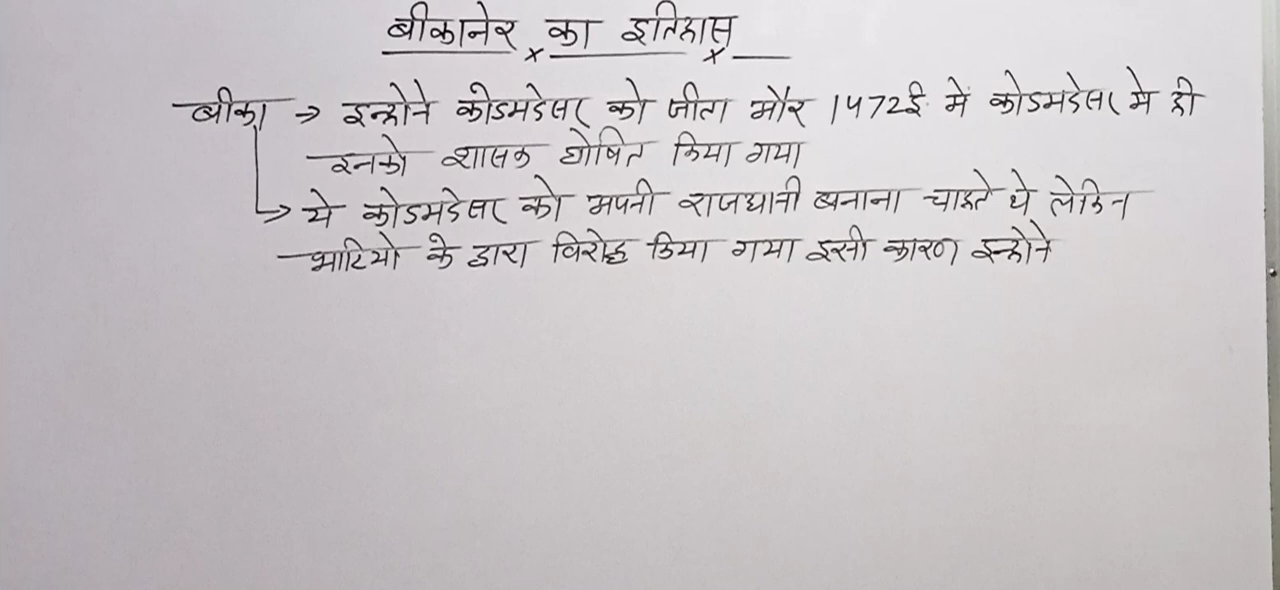 बीकानेर का इतिहास
बीका → इन्होने कोडमदेसर को जीता और 1472ई. में कोडमदेसर मे ही
इनको शासक घोषित किया गया
→ ये कोडमदेसर को अपनी राजधानी बनाना चाहते थे लेकिन
भाटियो के द्वारा विरोध किया गया इसी कारण इन्होने